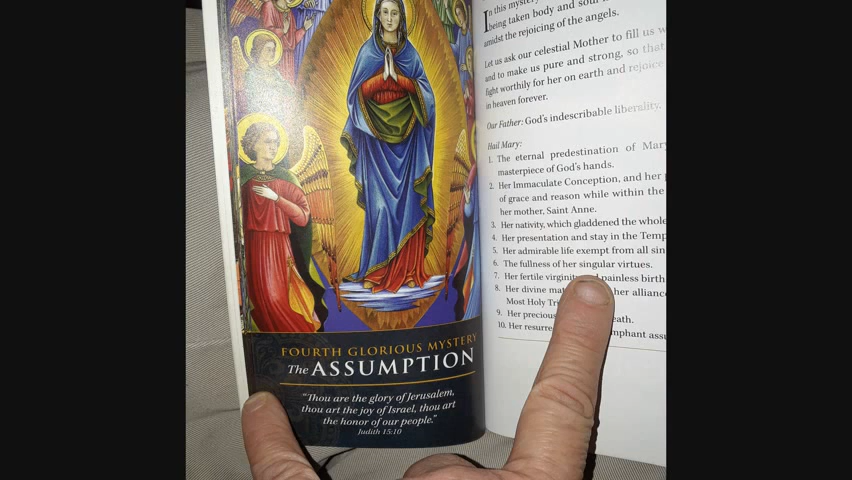 FOURTH GLORIOUS MYSTERY
The ASSUMPTION
"Thou are the glory of Jerusalem,
thou art the joy of Israel, thou art
the honor of our people."
Judith 15:10
In this mystery
being taken body and soul
amidst the rejoicing of the angels.
Let us ask our celestial Mother to fill us
and to make us pure and strong, so that
fight worthily for her on earth and rejoice
in heaven forever.
Our Father: God's indescribable liberality.
Hail Mary:
1. The eternal predestination of Mary
masterpiece of God's hands.
2. Her Immaculate Conception, and her
of grace and reason while within the
her mother, Saint Anne.
3. Her nativity, which gladdened the whole
4. Her presentation and stay in the
5. Her admirable life exempt from all sin
6. The fullness of her singular virtues.
7. Her fertile virginity painless birth
8. Her divine her alliance
Most Holy
9. Her precious
10. Her